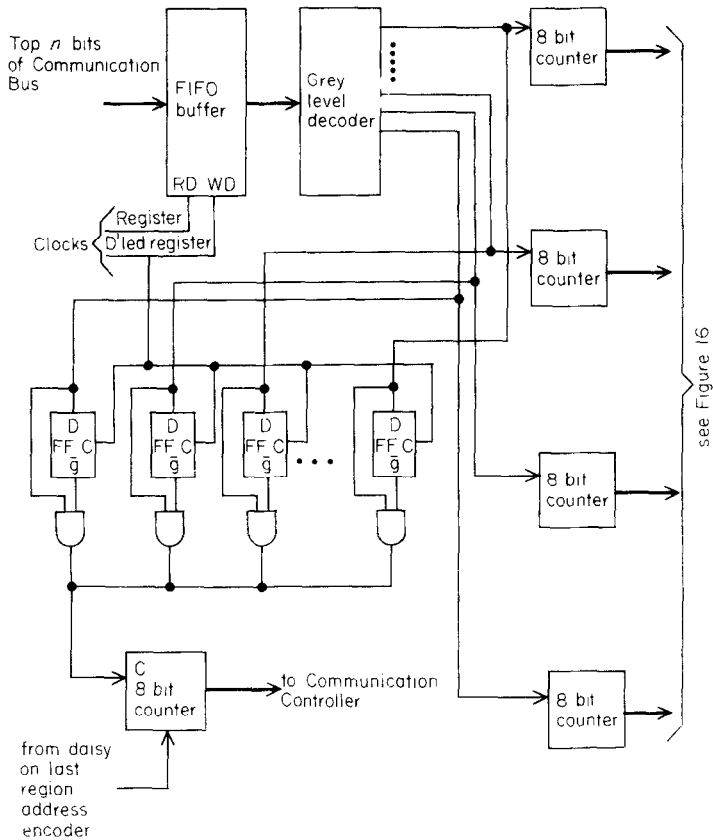 Top n bits
of Communication
Bus
FIFO
buffer
RD WD
Grey
level
decoder
8 bit
counter
Clocks
Register
D'led register
8 bit
counter
see Figure 16
D
FF C
g̅
D
FF C
g̅
D
FF C
g̅
D
FF C
g̅
8 bit
counter
C
8 bit
counter
to Communication
Controller
8 bit
counter
from daisy
on last
region
address
encoder